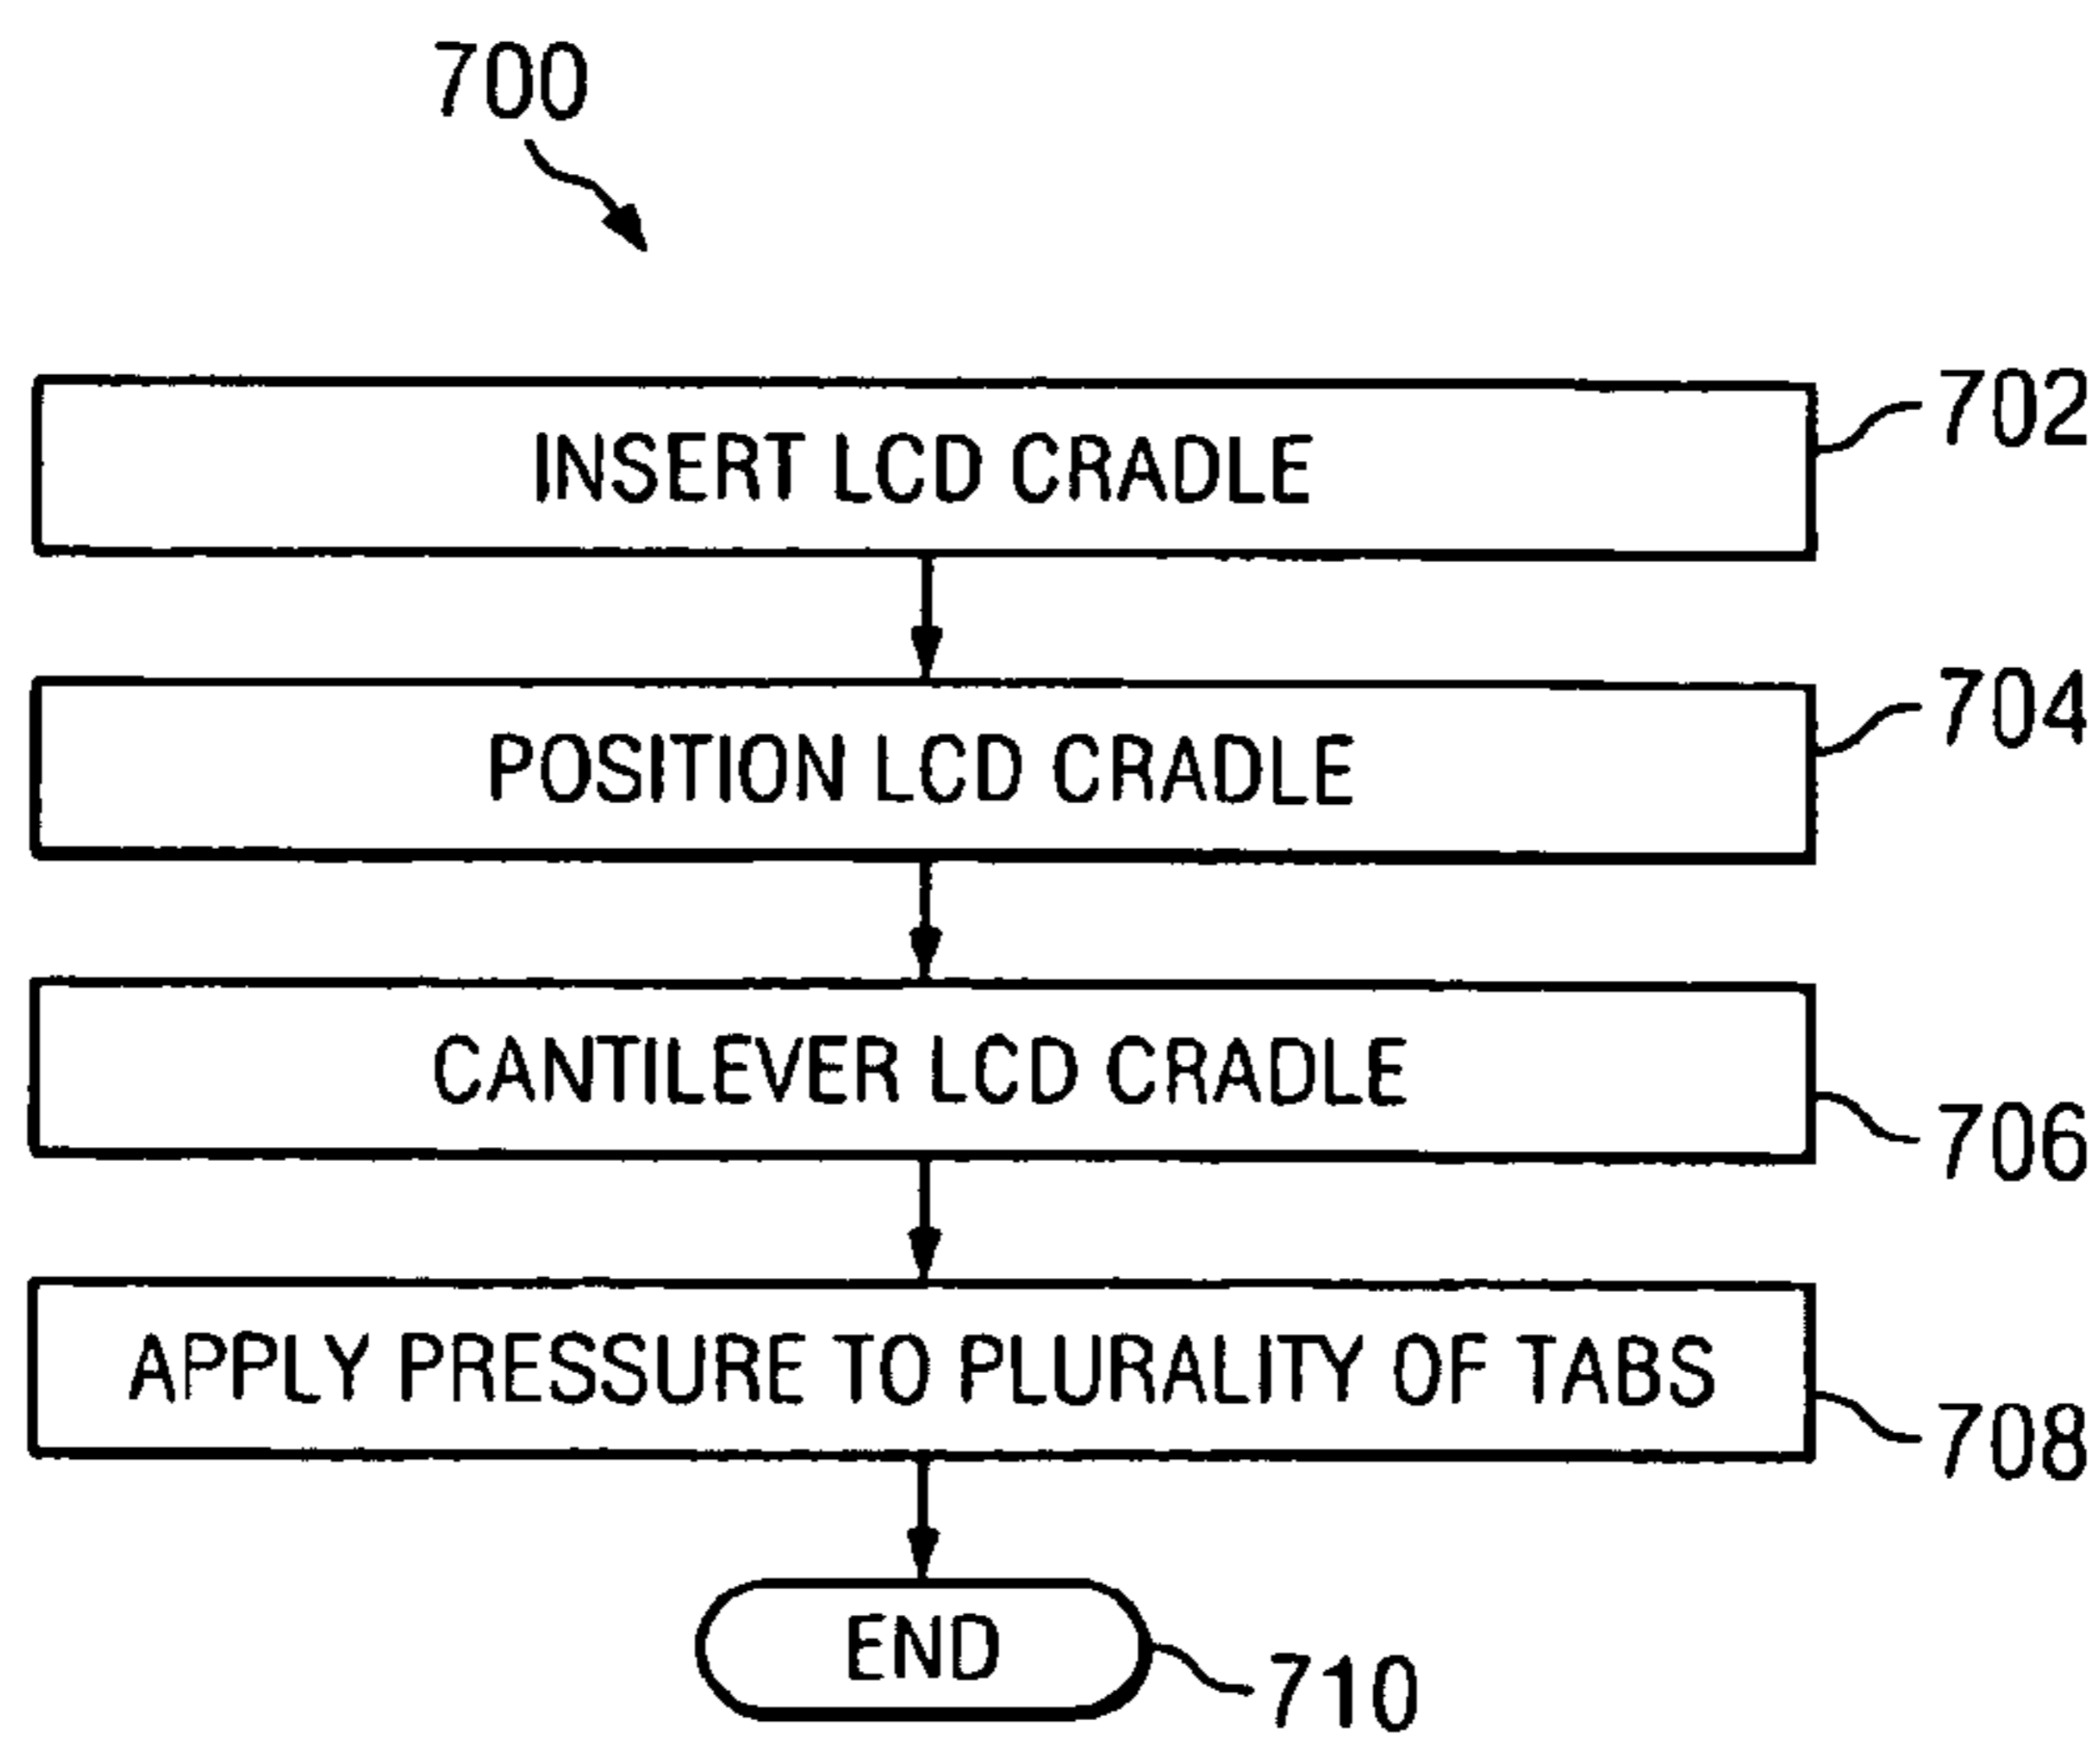 700
INSERT LCD CRADLE
702
POSITION LCD CRADLE
704
CANTILEVER LCD CRADLE
706
APPLY PRESSURE TO PLURALITY OF TABS
708
END
710